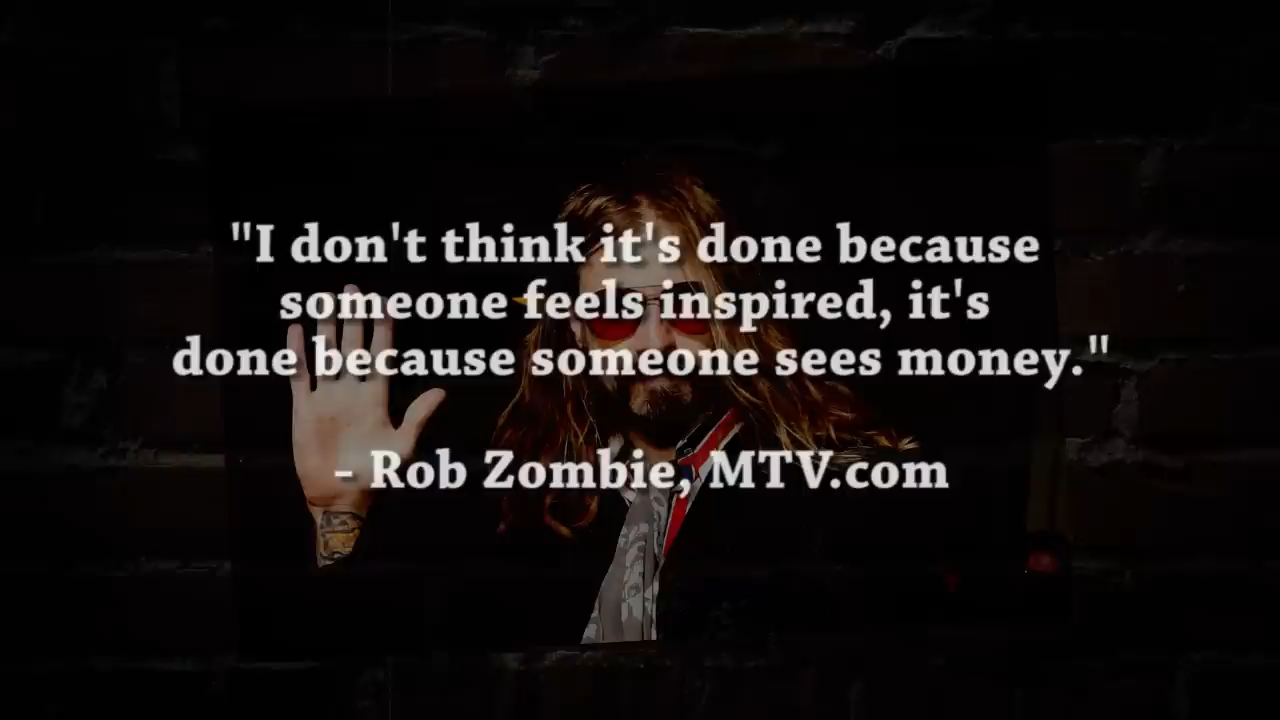 "I don't think it's done because
someone feels inspired, it's
done because someone sees money."
- Rob Zombie, MTV.com